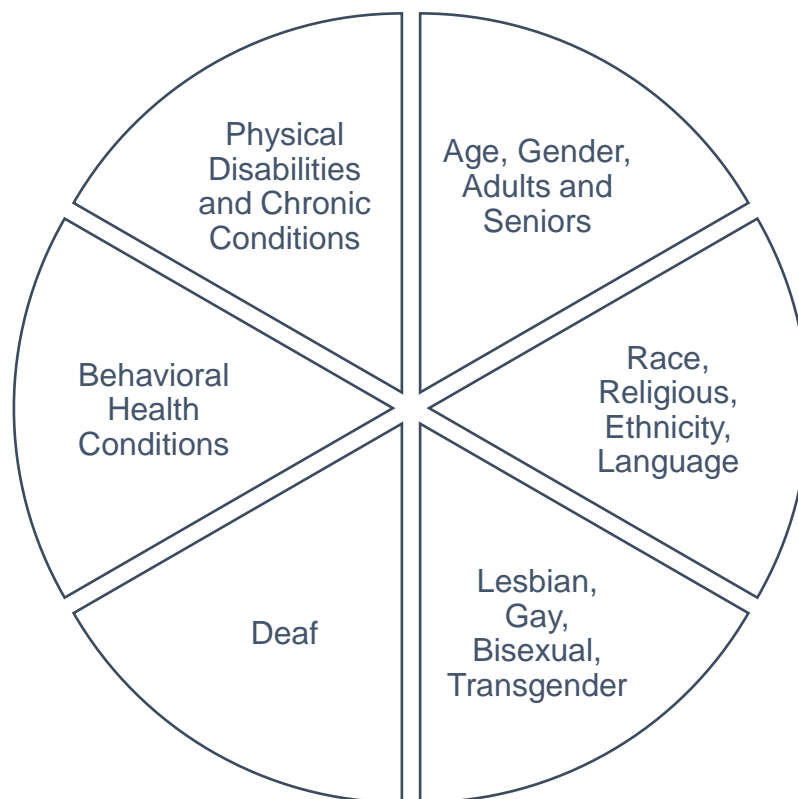 Physical
Disabilities
and Chronic
Conditions
Age, Gender,
Adults and
Seniors
Behavioral
Health
Conditions
Race,
Religious,
Ethnicity,
Language
Deaf
Lesbian,
Gay,
Bisexual,
Transgender